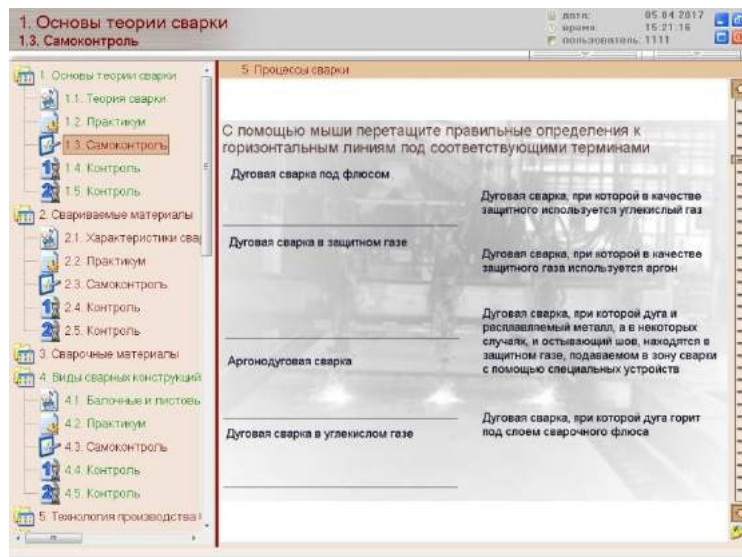 1. Основы теории сварки
1.3. Самоконтроль
дата: 05.04.2017
время: 15:21:16
пользователь: 1111
1. Основы теории сварки
1.1. Теория сварки
1.2. Практикум
1.3. Самоконтроль
1.4. Контроль
1.5. Контроль
2. Свариваемые материалы
2.1. Характеристики свар
2.2. Практикум
2.3. Самоконтроль
2.4. Контроль
2.5. Контроль
3. Сварочные материалы
4. Виды сварных конструкций
4.1. Балочные и листовы
4.2. Практикум
4.3. Самоконтроль
4.4. Контроль
4.5. Контроль
5. Технология производства
5. Процессы сварки
С помощью мыши перетащите правильные определения к
горизонтальным линиям под соответствующими терминами
Дуговая сварка под флюсом
Дуговая сварка в защитном газе
Аргонодуговая сварка
Дуговая сварка в углекислом газе
Дуговая сварка, при которой в качестве
защитного используется углекислый газ
Дуговая сварка, при которой в качестве
защитного газа используется аргон
Дуговая сварка, при которой дуга и
расплавляемый металл, а в некоторых
случаях, и остывающий шов, находятся в
защитном газе, подаваемом в зону сварки
с помощью специальных устройств
Дуговая сварка, при которой дуга горит
под слоем сварочного флюса